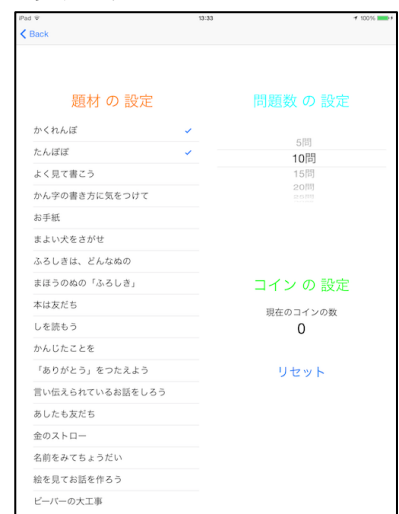 iPad
13:33
100%
Back
題材 の 設定
かくれんぼ
たんぽぽ
よく見て書こう
かん字の書き方に気をつけて
お手紙
まよい犬をさがせ
ふろしきは、どんなぬの
まほうのぬの「ふろしき」
本は友だち
しを読もう
かんじたことを
「ありがとう」をつたえよう
言い伝えられているお話をしろう
あしたも友だち
金のストロー
名前をみてちょうだい
絵を見てお話を作ろう
ビーバーの大工事
問題数 の 設定
5問
10問
15問
20問
コイン の 設定
現在のコインの数
0
リセット